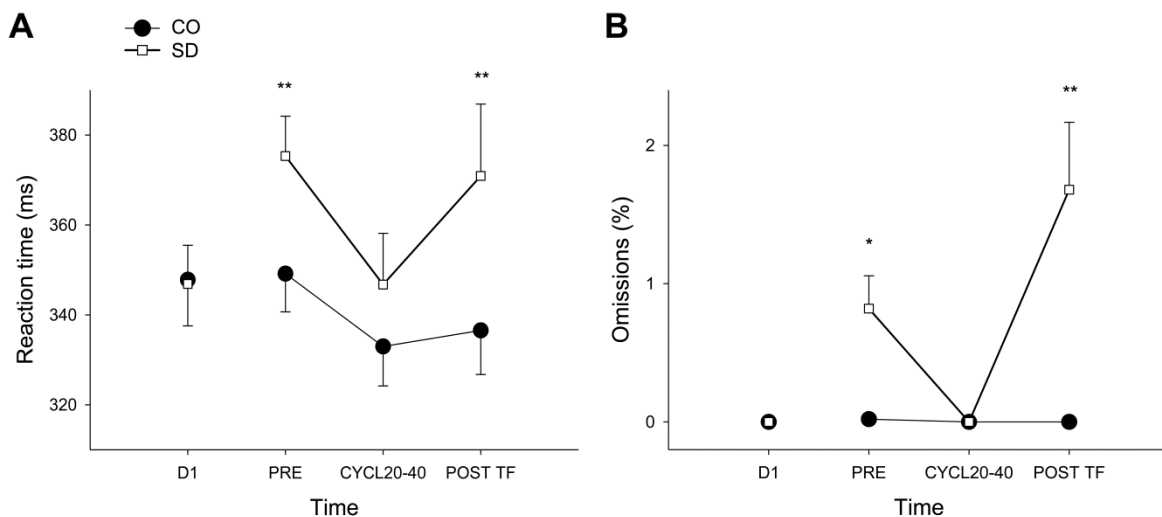 A
CO
SD
Reaction time (ms)
380
360
340
320
**
**
D1 PRE CYCL20-40 POST TF
Time
B
Omissions (%)
2
1
0
*
**
D1 PRE CYCL20-40 POST TF
Time